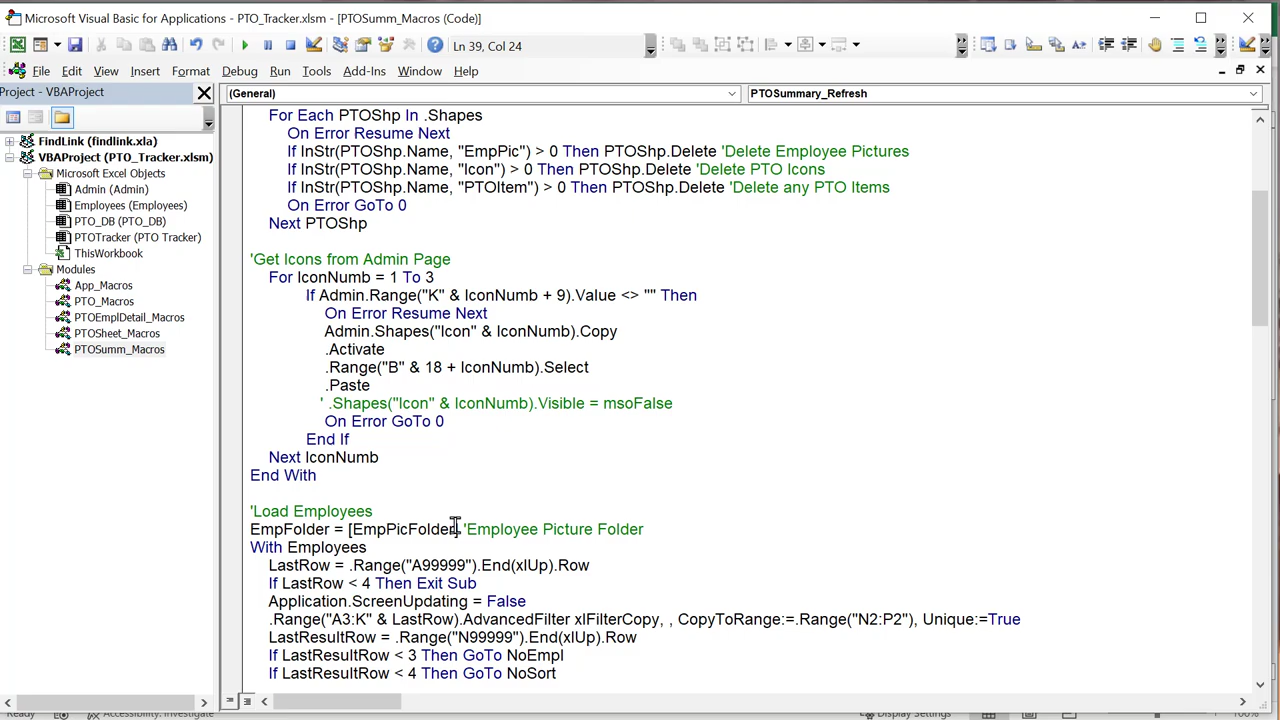 Microsoft Visual Basic for Applications - PTO_Tracker.xlsm - [PTOSumm_Macros (Code)]
Ln 39, Col 24
File Edit View Insert Format Debug Run Tools Add-Ins Window Help
Project - VBAProject
(General)
PTOSummary_Refresh
FindLink (findlink.xla)
VBAProject (PTO_Tracker.xlsm)
Microsoft Excel Objects
Admin (Admin)
Employees (Employees)
PTO_DB (PTO_DB)
PTOTracker (PTO Tracker)
ThisWorkbook
Modules
App_Macros
PTO_Macros
PTOEmplDetail_Macros
PTOSheet_Macros
PTOSumm_Macros
For Each PTOShp In .Shapes
On Error Resume Next
If InStr(PTOShp.Name, "EmpPic") > 0 Then PTOShp.Delete 'Delete Employee Pictures
If InStr(PTOShp.Name, "Icon") > 0 Then PTOShp.Delete 'Delete PTO Icons
If InStr(PTOShp.Name, "PTOItem") > 0 Then PTOShp.Delete 'Delete any PTO Items
On Error GoTo 0
Next PTOShp
'Get Icons from Admin Page
For IconNumb = 1 To 3
If Admin.Range("K" & IconNumb + 9).Value <> "" Then
On Error Resume Next
Admin.Shapes("Icon" & IconNumb).Copy
.Activate
.Range("B" & 18 + IconNumb).Select
.Paste
' .Shapes("Icon" & IconNumb).Visible = msoFalse
On Error GoTo 0
End If
Next IconNumb
End With
'Load Employees
EmpFolder = [EmpPicFolder] 'Employee Picture Folder
With Employees
LastRow = .Range("A99999").End(xlUp).Row
If LastRow < 4 Then Exit Sub
Application.ScreenUpdating = False
.Range("A3:K" & LastRow).AdvancedFilter xlFilterCopy, , CopyToRange:=.Range("N2:P2"), Unique:=True
LastResultRow = .Range("N99999").End(xlUp).Row
If LastResultRow < 3 Then GoTo NoEmpl
If LastResultRow < 4 Then GoTo NoSort
Ready
Accessibility: Investigate
Display Settings
100%